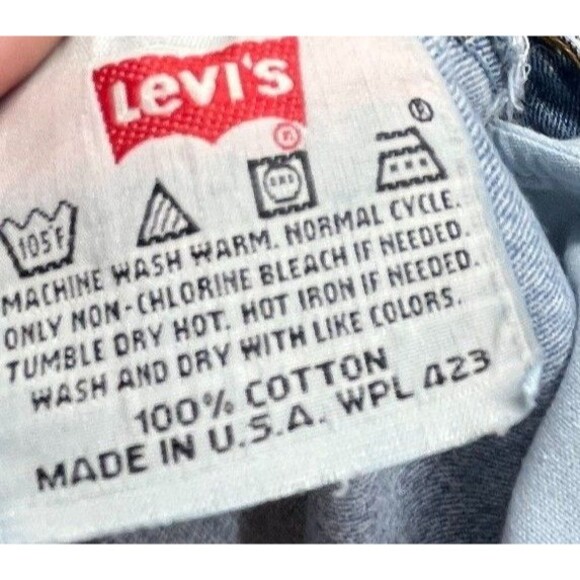 Levi's
®
®
105°F
MACHINE WASH WARM. NORMAL CYCLE.
ONLY NON-CHLORINE BLEACH IF NEEDED.
TUMBLE DRY HOT. HOT IRON IF NEEDED.
WASH AND DRY WITH LIKE COLORS.
100% COTTON
MADE IN U.S.A. WPL 423